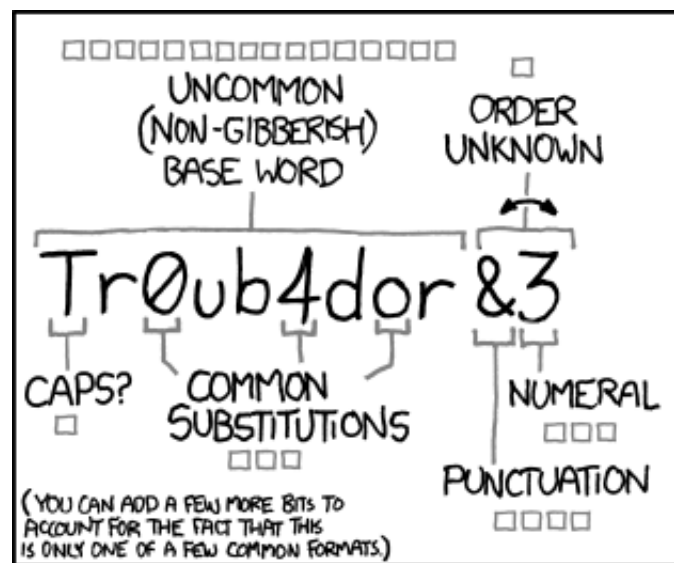 UNCOMMON
(NON-GIBBERISH)
BASE WORD
ORDER
UNKNOWN
Tr0ub4dor &3
CAPS?
COMMON
SUBSTITUTIONS
NUMERAL
PUNCTUATION
(YOU CAN ADD A FEW MORE BITS TO
ACCOUNT FOR THE FACT THAT THIS
IS ONLY ONE OF A FEW COMMON FORMATS.)